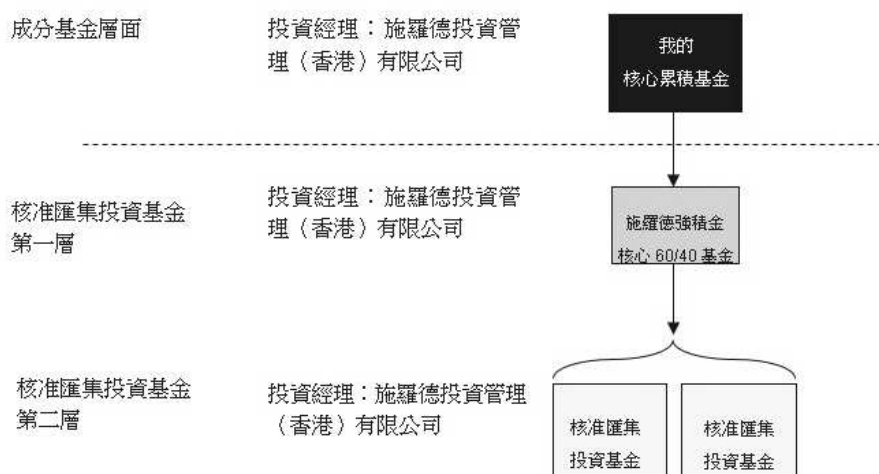 成分基金層面
投資經理：施羅德投資管
理（香港）有限公司
我的
核心累積基金
核准匯集投資基金
第一層
投資經理：施羅德投資管
理（香港）有限公司
施羅德強積金
核心 60/40 基金
核准匯集投資基金
第二層
投資經理：施羅德投資管理
（香港）有限公司
核准匯集
投資基金
核准匯集
投資基金